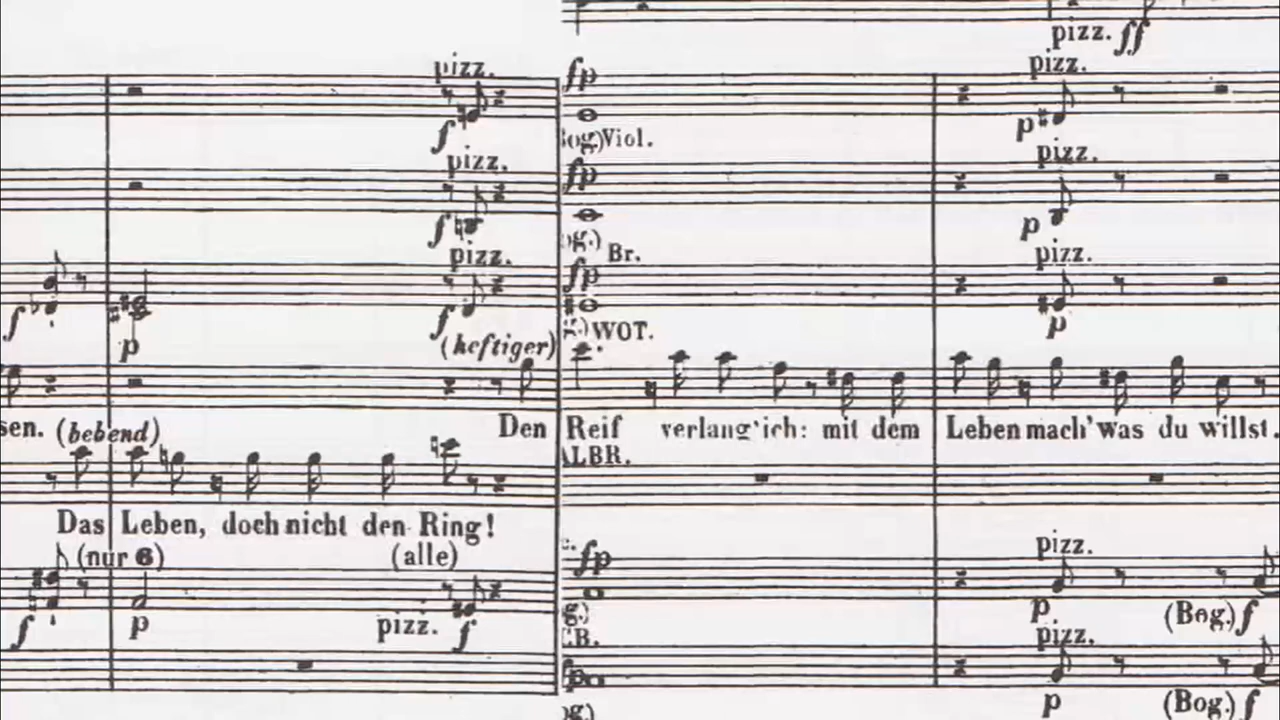 pizz. ff
pizz. fp pizz.
f Viol. p
pizz. fp pizz.
f p
pizz. Br. pizz.
fp
f f
p (heftiger) WOT. p
sen. (bebend) Den Reif verlang' ich: mit dem Leben mach' was du willst.
ALBR.
Das Leben, doch nicht den Ring!
(nur 6) (alle) fp pizz.
f p pizz. f p (Bog.) f
pizz.
fp
p (Bog.) f